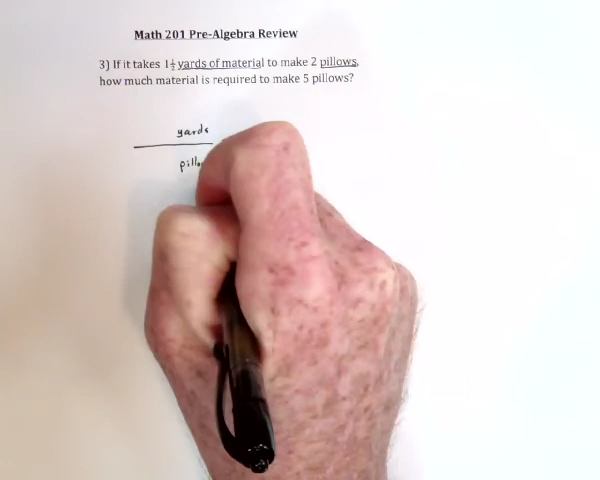 Math 201 Pre-Algebra Review
3) If it takes 1½ yards of material to make 2 pillows,
how much material is required to make 5 pillows?
yards